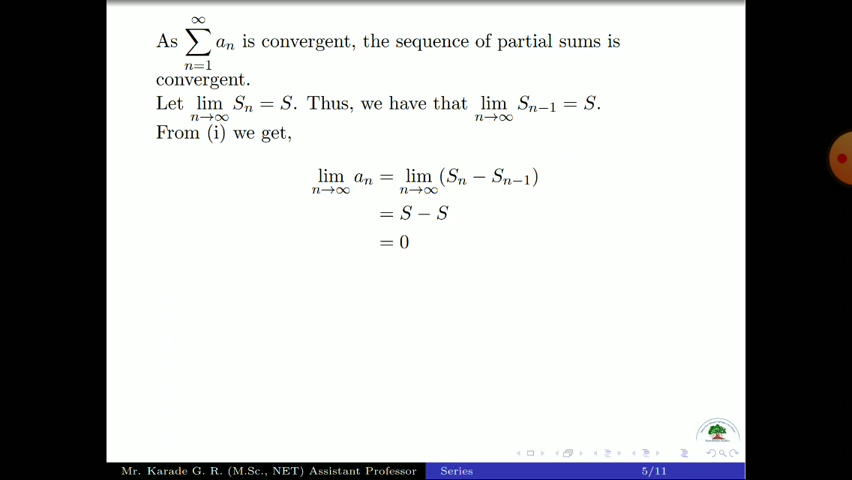 As ∑_{n=1}^{∞} a_n is convergent, the sequence of partial sums is
convergent.
Let lim_{n→∞} S_n = S. Thus, we have that lim_{n→∞} S_{n−1} = S.
From (i) we get,
lim_{n→∞} a_n = lim_{n→∞} (S_n − S_{n−1})
= S − S
= 0
Mr. Karade G. R. (M.Sc., NET) Assistant Professor Series 5/11